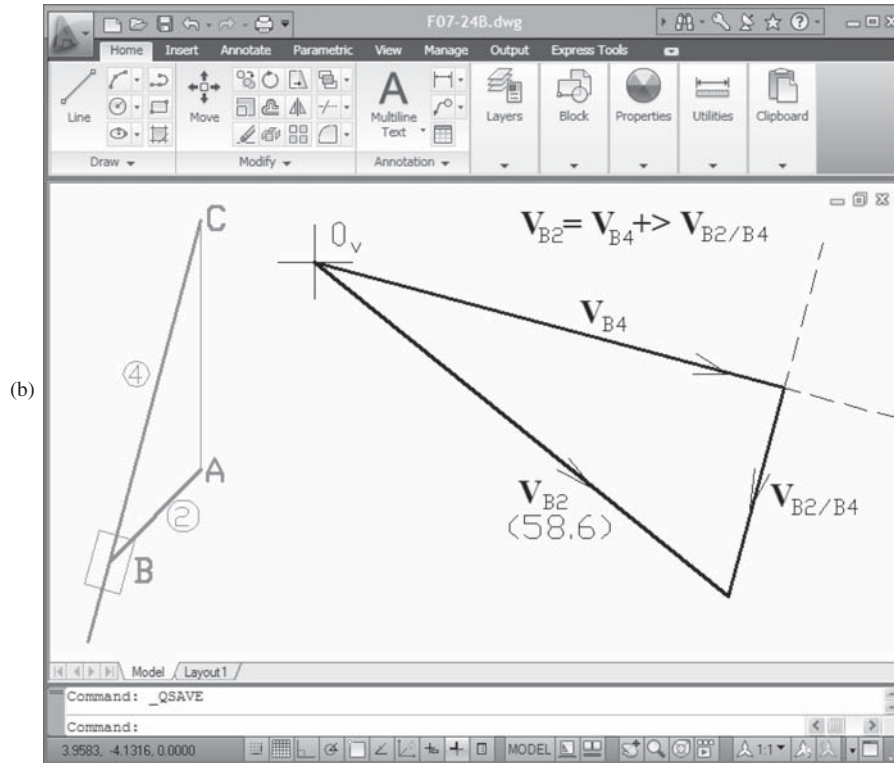 F07-24B.dwg
Home Insert Annotate Parametric View Manage Output Express Tools
Line
Move
A
Multiline Text
Layers
Block
Properties
Utilities
Clipboard
Draw
Modify
Annotation
C
4
A
2
B
0v
VB2 = VB4 +> VB2/B4
VB4
VB2
(58.6)
VB2/B4
(b)
Model Layout1
Command: _QSAVE
Command:
3.9583, -4.1316, 0.0000
MODEL
1:1